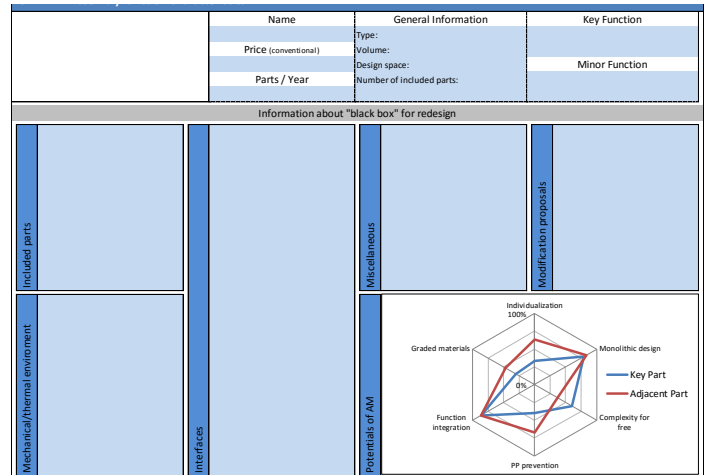 Name
General Information
Key Function
Type:
Price (conventional)
Volume:
Design space:
Minor Function
Parts / Year
Number of included parts:
Information about "black box" for redesign
Included parts
Interfaces
Miscellaneous
Modification proposals
Mechanical/thermal enviroment
Potentials of AM
Individualization
100%
Graded materials
Monolithic design
Key Part
0%
Adjacent Part
Function
integration
Complexity for
free
PP prevention